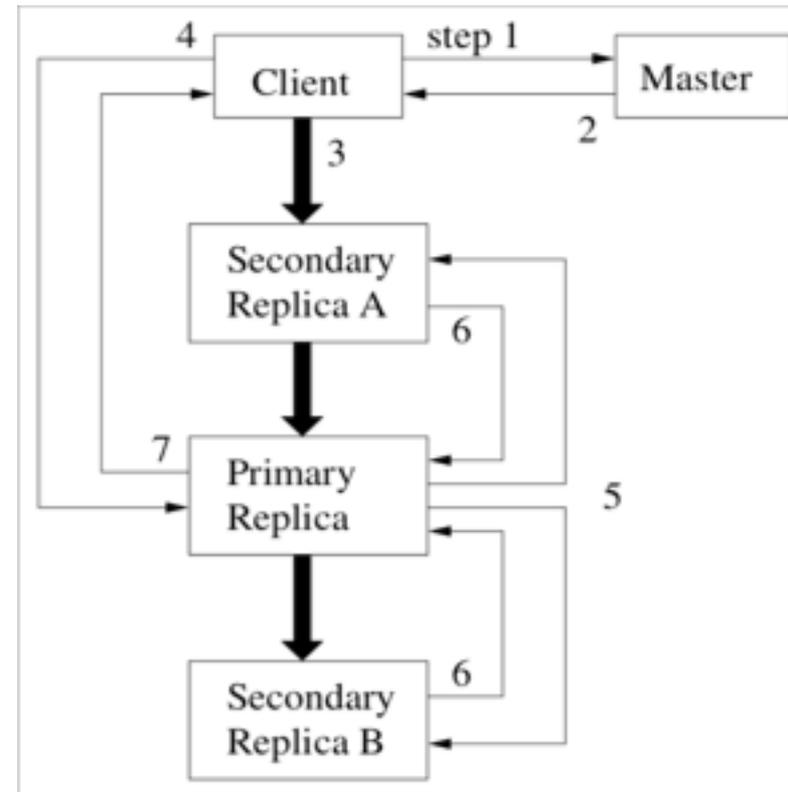 4
step 1
Client
Master
2
3
Secondary
Replica A
6
7
Primary
Replica
5
6
Secondary
Replica B